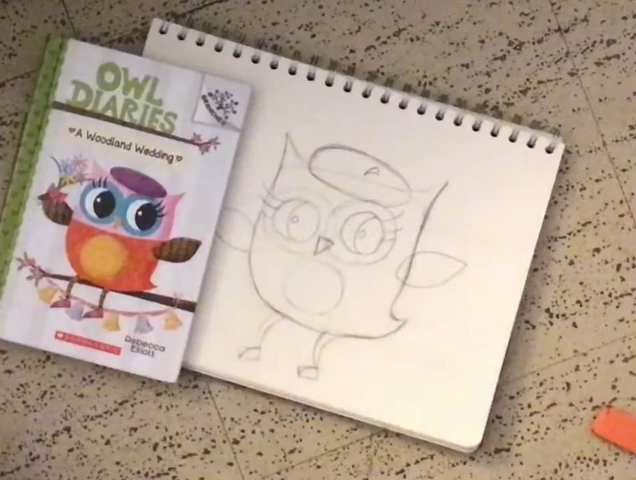 OWL
DIARIES
A Woodland Wedding
SCHOLASTIC
Rebecca
Elliott